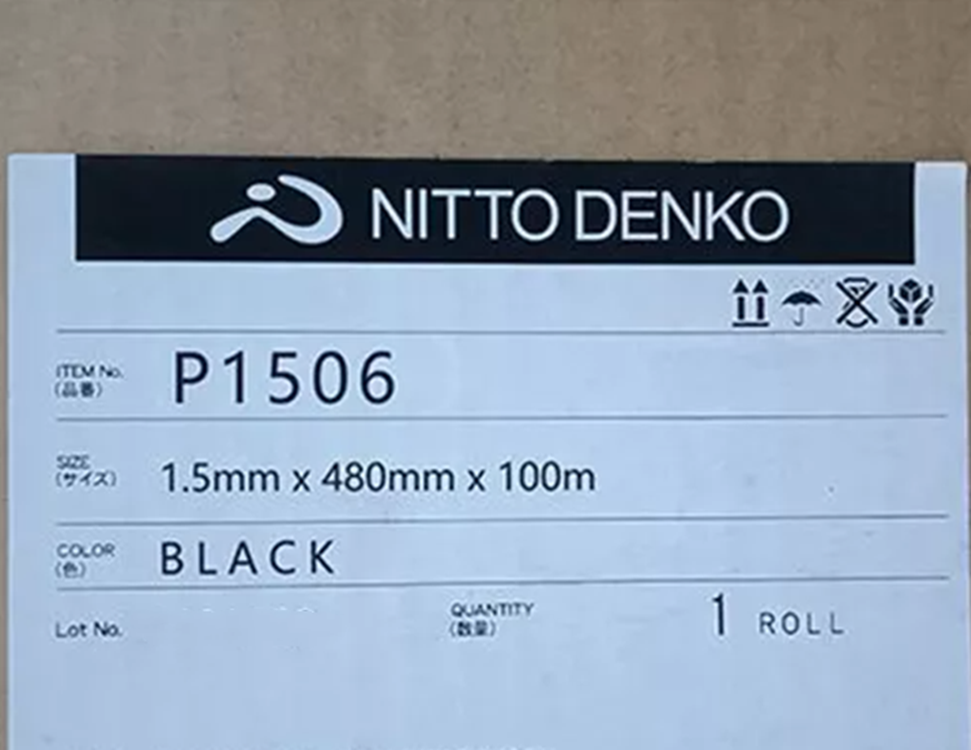 NITTO DENKO
ITEM No. P1506
(品番)
SIZE 1.5mm x 480mm x 100m
(サイズ)
COLOR BLACK
(色)
Lot No. QUANTITY 1 ROLL
(数量)